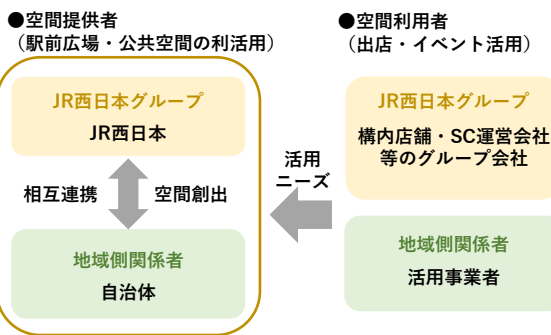 ●空間提供者
（駅前広場・公共空間の利活用）
JR西日本グループ
JR西日本
相互連携
空間創出
地域側関係者
自治体
活用
ニーズ
●空間利用者
（出店・イベント活用）
JR西日本グループ
構内店舗・SC運営会社
等のグループ会社
地域側関係者
活用事業者